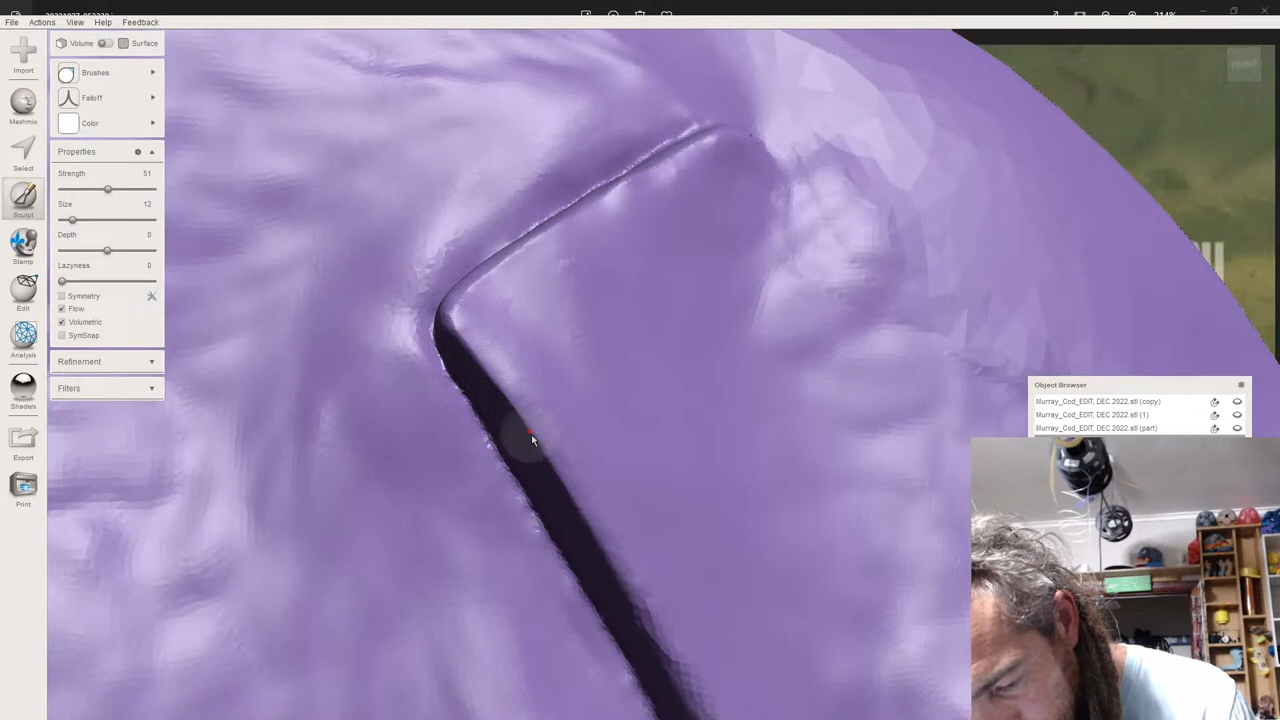 214%
File Actions View Help Feedback
Import
Meshmix
Select
Sculpt
Stamp
Edit
Analysis
Shaders
Export
Print
Volume Surface
Brushes
Falloff
Color
Properties
Strength 51
Size 12
Depth 0
Lazyness 0
Symmetry
Flow
Volumetric
SymSnap
Refinement
Filters
Object Browser
Murray_Cod_EDIT, DEC 2022.stl (copy)
Murray_Cod_EDIT, DEC 2022.stl (1)
Murray_Cod_EDIT, DEC 2022.stl (part)